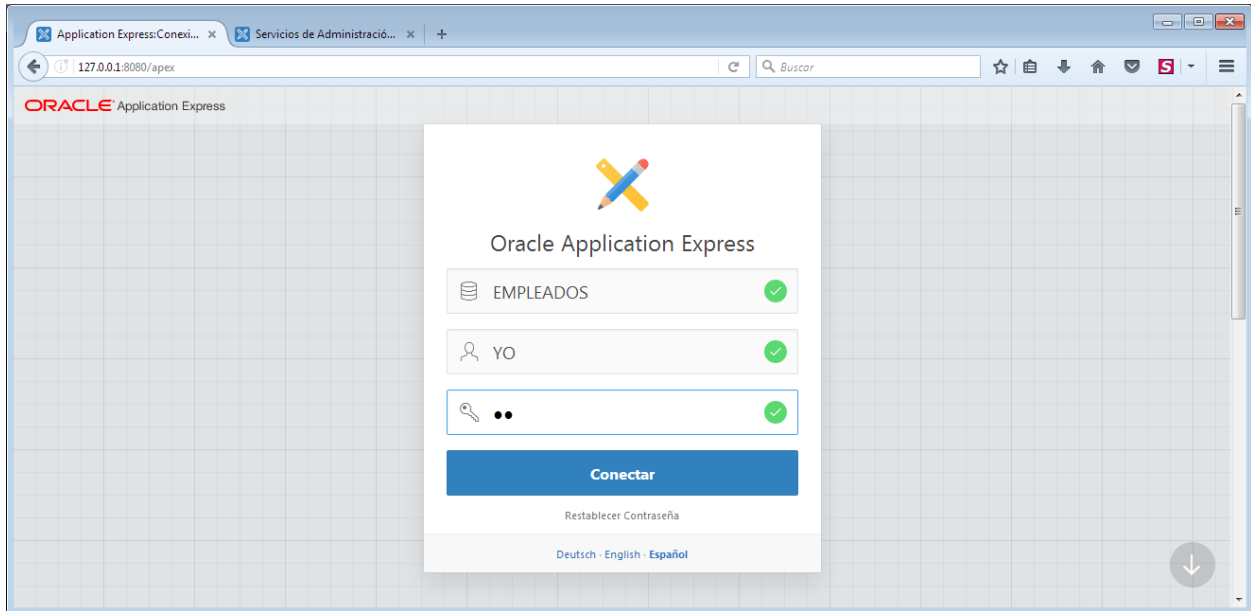 Application Express:Conexi...
Servicios de Administració...
127.0.0.1:8080/apex
Buscar
S
ORACLE Application Express
Oracle Application Express
EMPLEADOS
YO
••
Conectar
Restablecer Contraseña
Deutsch · English · Español